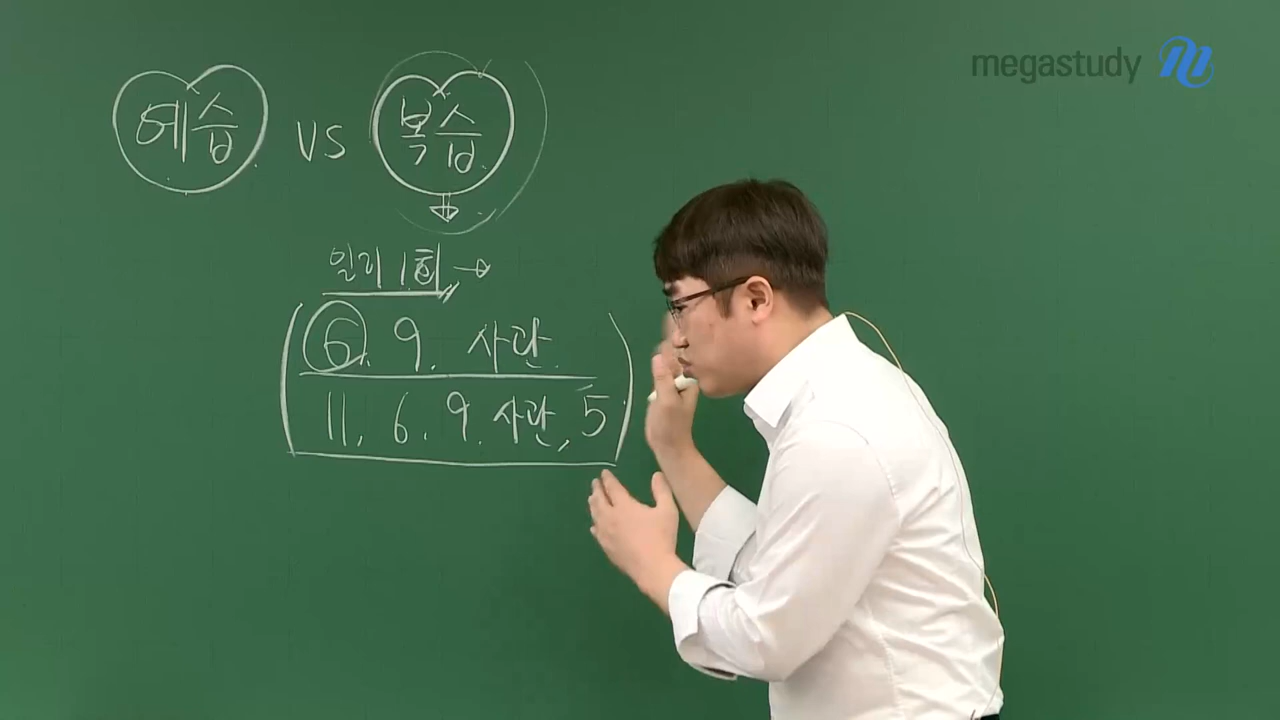 megastudy
예습 VS 복습
일리 1회 →
6. 9. 사관.
11. 6. 9. 사관, 5